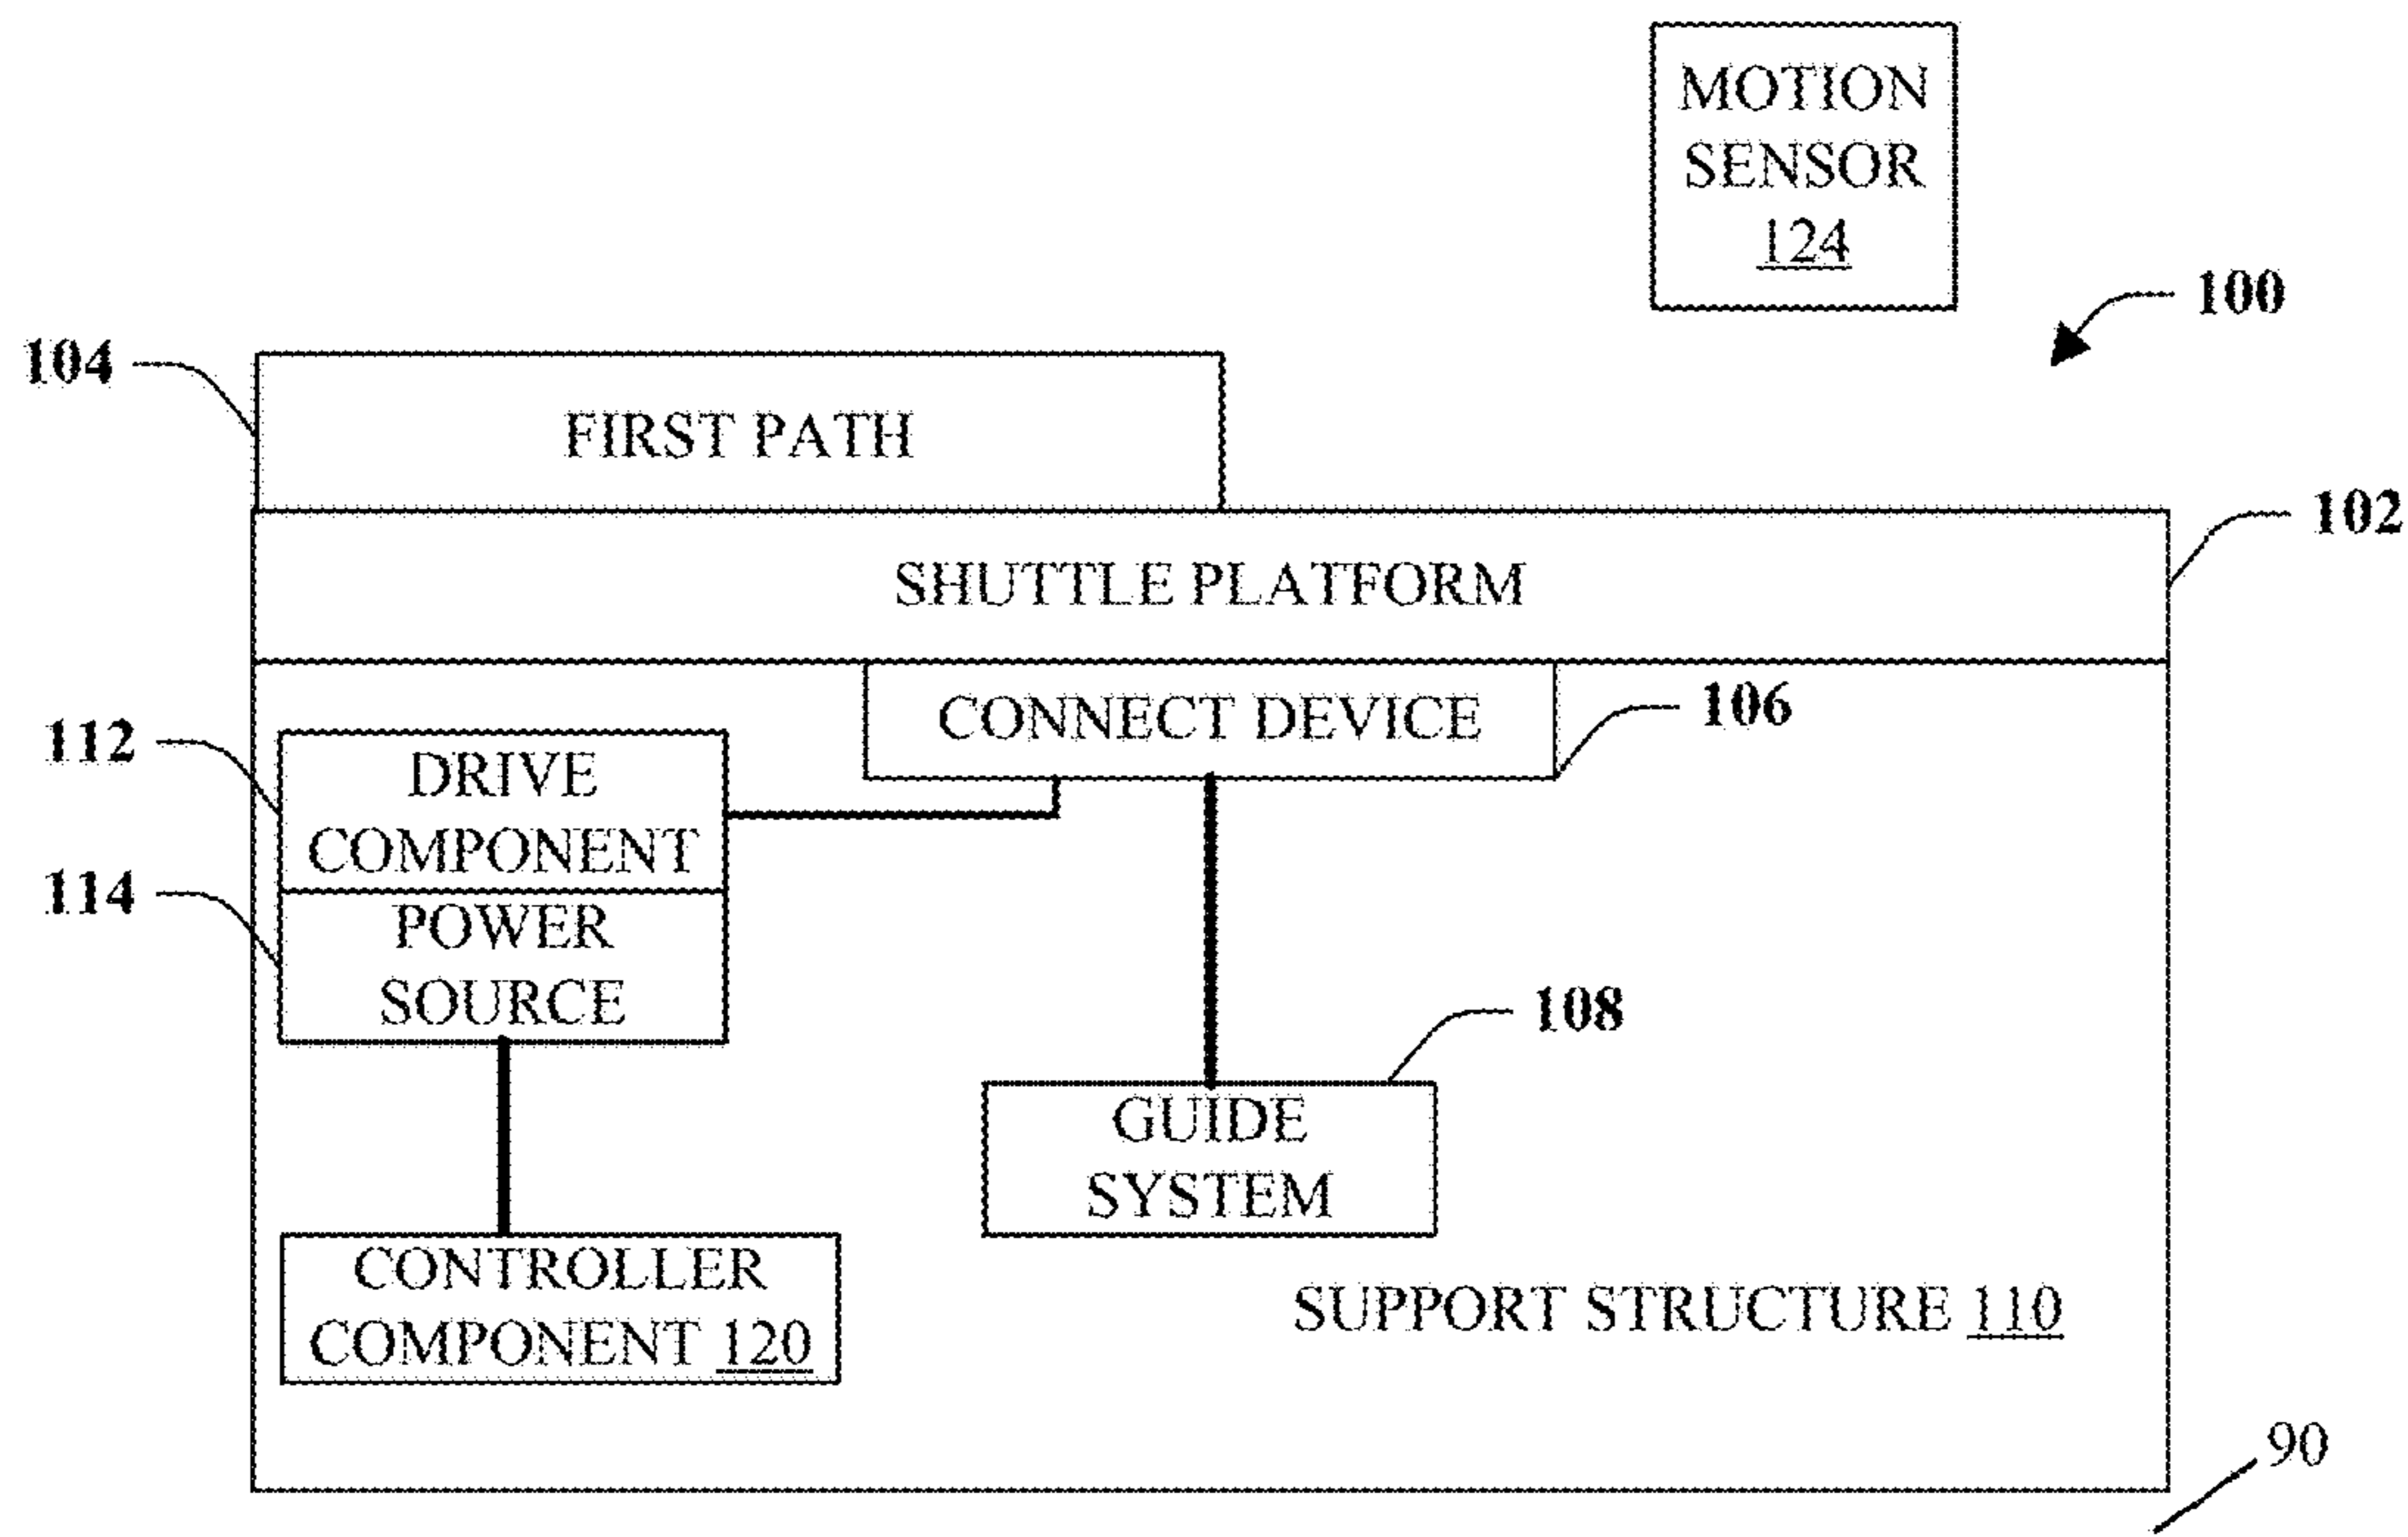 MOTION
SENSOR
124
100
104
FIRST PATH
102
SHUTTLE PLATFORM
CONNECT DEVICE
106
112
DRIVE
COMPONENT
114
POWER
SOURCE
108
GUIDE
SYSTEM
CONTROLLER
COMPONENT 120
SUPPORT STRUCTURE 110
90